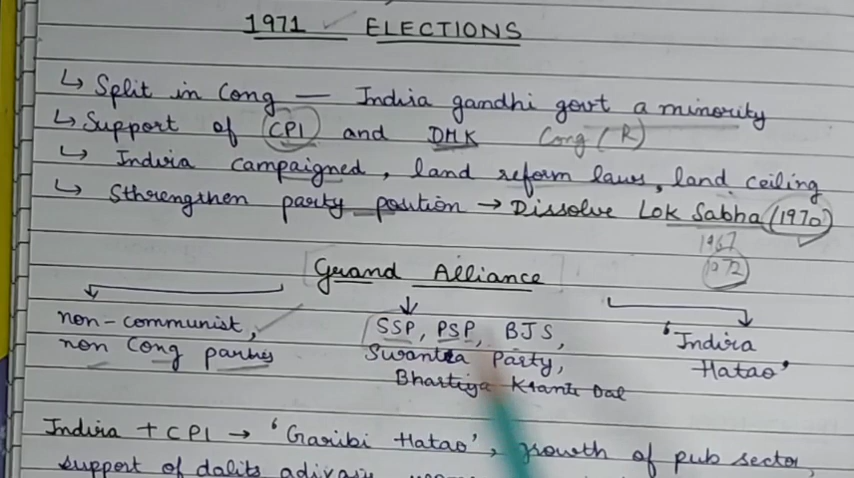 1971 ELECTIONS
↳ Split in Cong — Indira gandhi govt a minority
↳ Support of CPI and DMK Cong (R)
↳ Indira campaigned, land reform laws, land ceiling
↳ Sthrengthen party position → Dissolve Lok Sabha (1970)
1967
1972
Grand Alliance
non-communist,
non Cong parties
SSP, PSP, BJS,
Swantra Party,
Bhartiya Kranti Dal
'Indira
Hatao'
Indira + CPI → 'Garibi Hatao', growth of pub sector,
support of dalits adivasis